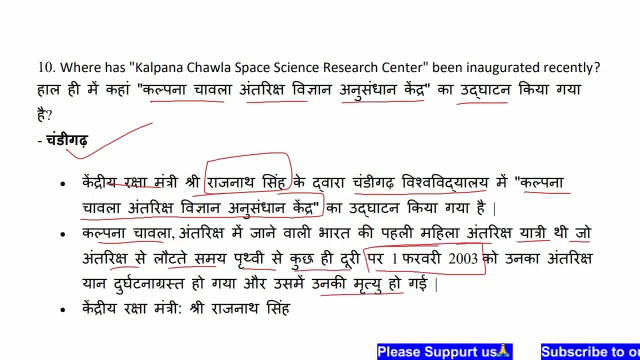 10. Where has "Kalpana Chawla Space Science Research Center" been inaugurated recently?
हाल ही में कहां "कल्पना चावला अंतरिक्ष विज्ञान अनुसंधान केंद्र" का उद्घाटन किया गया
है?
- चंडीगढ़
• केंद्रीय रक्षा मंत्री श्री राजनाथ सिंह के द्वारा चंडीगढ़ विश्वविद्यालय में "कल्पना
चावला अंतरिक्ष विज्ञान अनुसंधान केंद्र" का उद्घाटन किया गया है |
• कल्पना चावला, अंतरिक्ष में जाने वाली भारत की पहली महिला अंतरिक्ष यात्री थी जो
अंतरिक्ष से लौटते समय पृथ्वी से कुछ ही दूरी पर 1 फरवरी 2003 को उनका अंतरिक्ष
यान दुर्घटनाग्रस्त हो गया और उसमें उनकी मृत्यु हो गई |
• केंद्रीय रक्षा मंत्री: श्री राजनाथ सिंह
Please Suppurt us🙏 Subscribe to ou